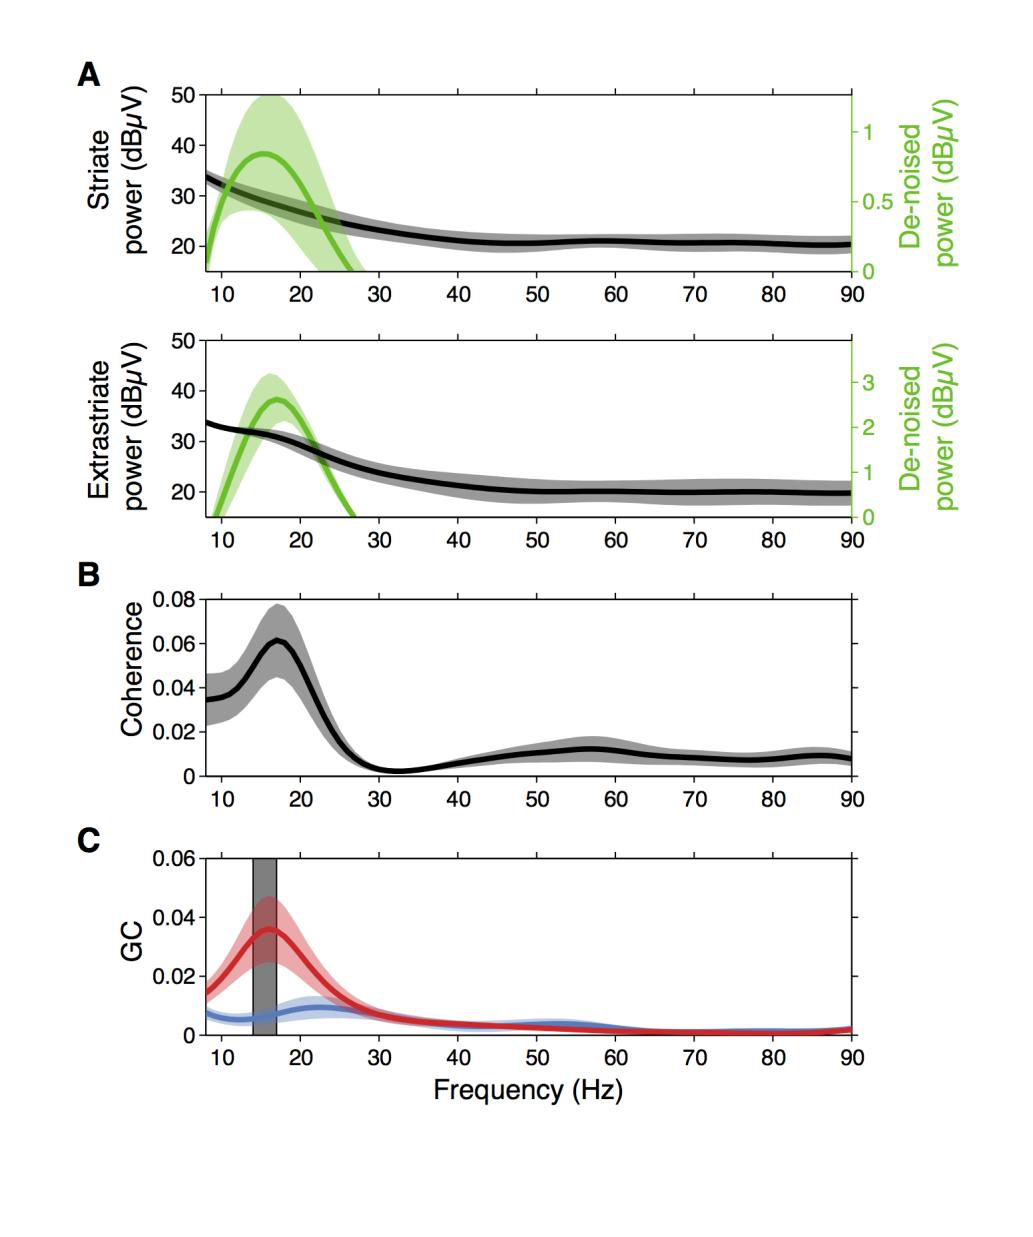 A
Striate
power (dBµV)
50
40
30
20
1
0.5
0
De-noised
power (dBµV)
10 20 30 40 50 60 70 80 90
Extrastriate
power (dBµV)
50
40
30
20
3
2
1
0
De-noised
power (dBµV)
10 20 30 40 50 60 70 80 90
B
Coherence
0.08
0.06
0.04
0.02
0
10 20 30 40 50 60 70 80 90
C
GC
0.06
0.04
0.02
0
10 20 30 40 50 60 70 80 90
Frequency (Hz)